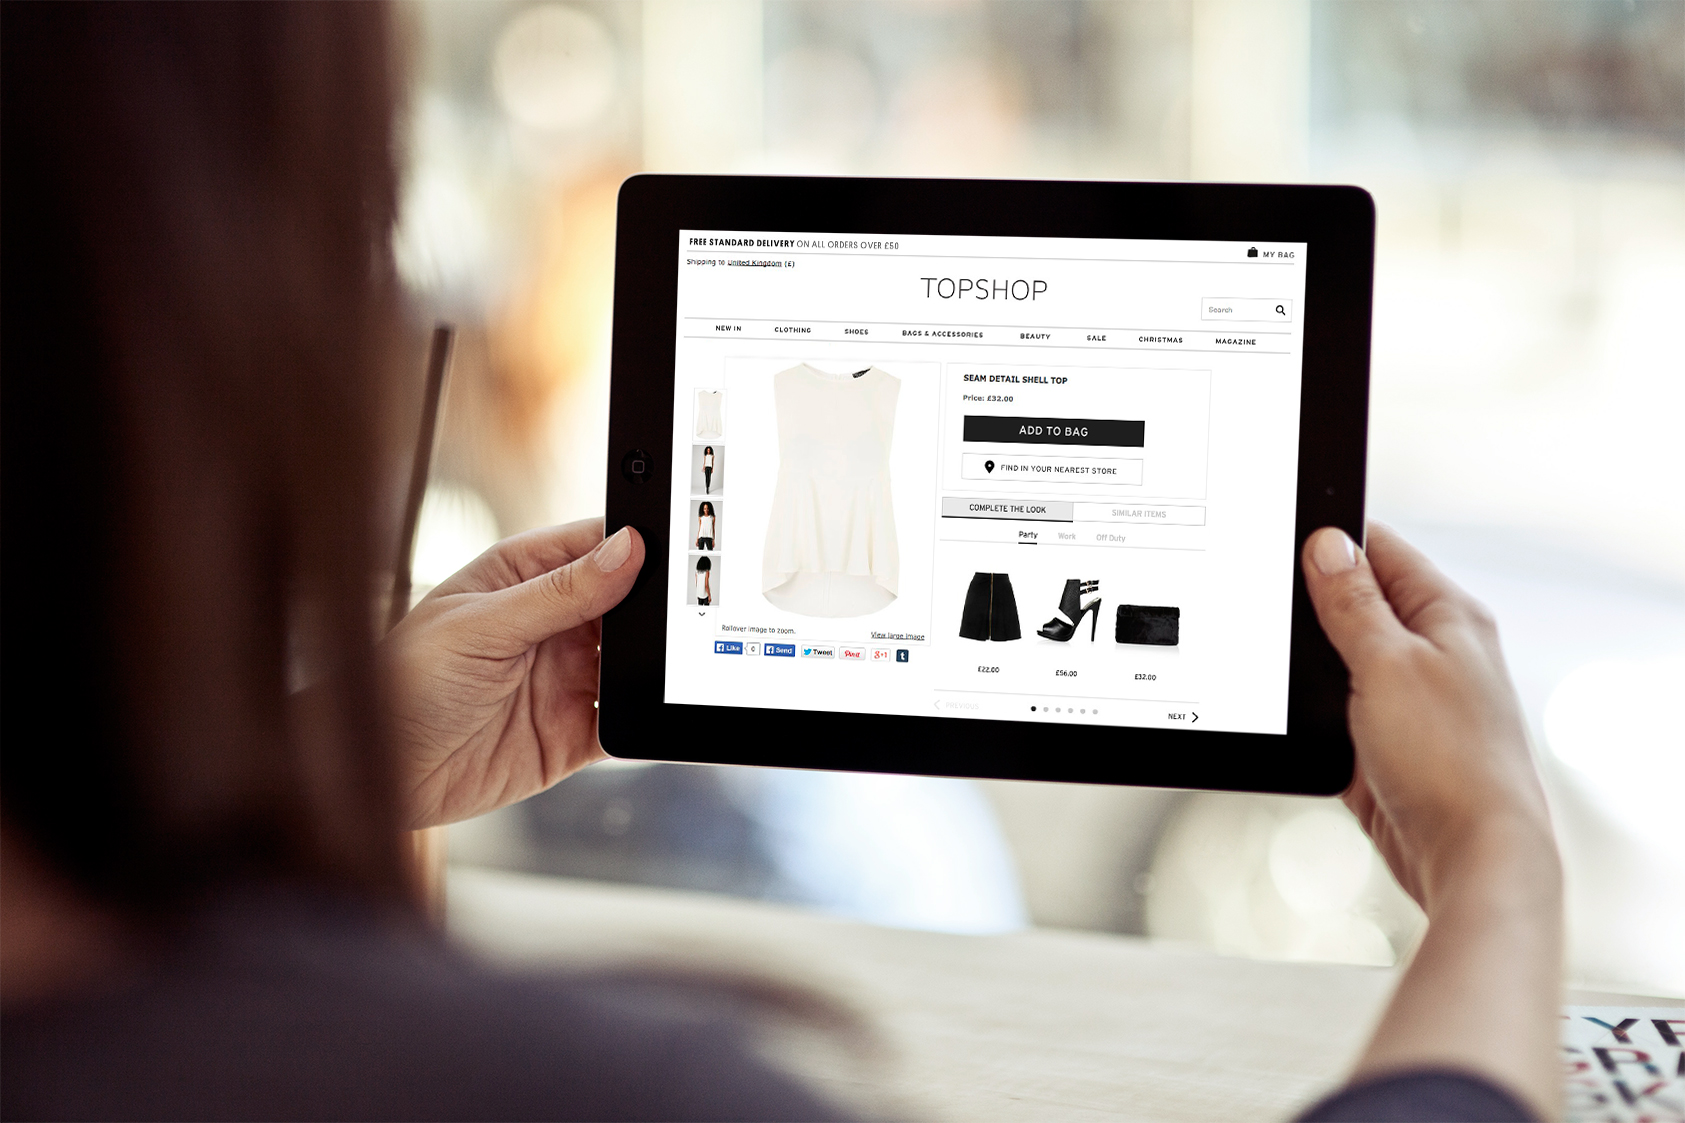 FREE STANDARD DELIVERY ON ALL ORDERS OVER £50
MY BAG
Shipping to United Kingdom (£)
TOPSHOP
Search
NEW IN CLOTHING SHOES BAGS & ACCESSORIES BEAUTY SALE CHRISTMAS MAGAZINE
SEAM DETAIL SHELL TOP
Price: £32.00
ADD TO BAG
FIND IN YOUR NEAREST STORE
COMPLETE THE LOOK SIMILAR ITEMS
Party Work Off Duty
£22.00 £56.00 £32.00
Rollover image to zoom. View large image
Like 0 Send Tweet Pinit g+1 t
PREVIOUS NEXT